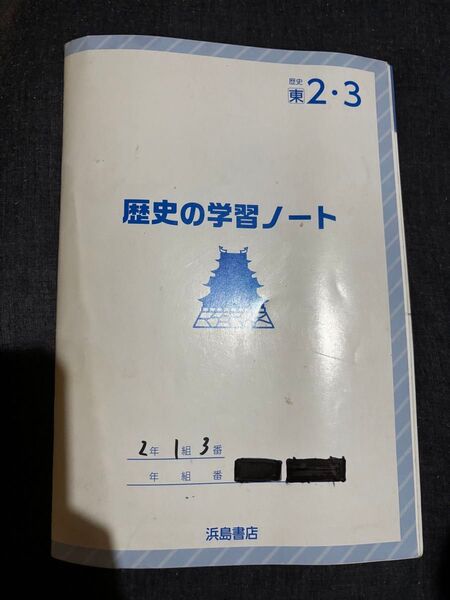 歴史
東 2・3
歴史の学習ノート
2年 1組 3番
年 組 番
浜島書店